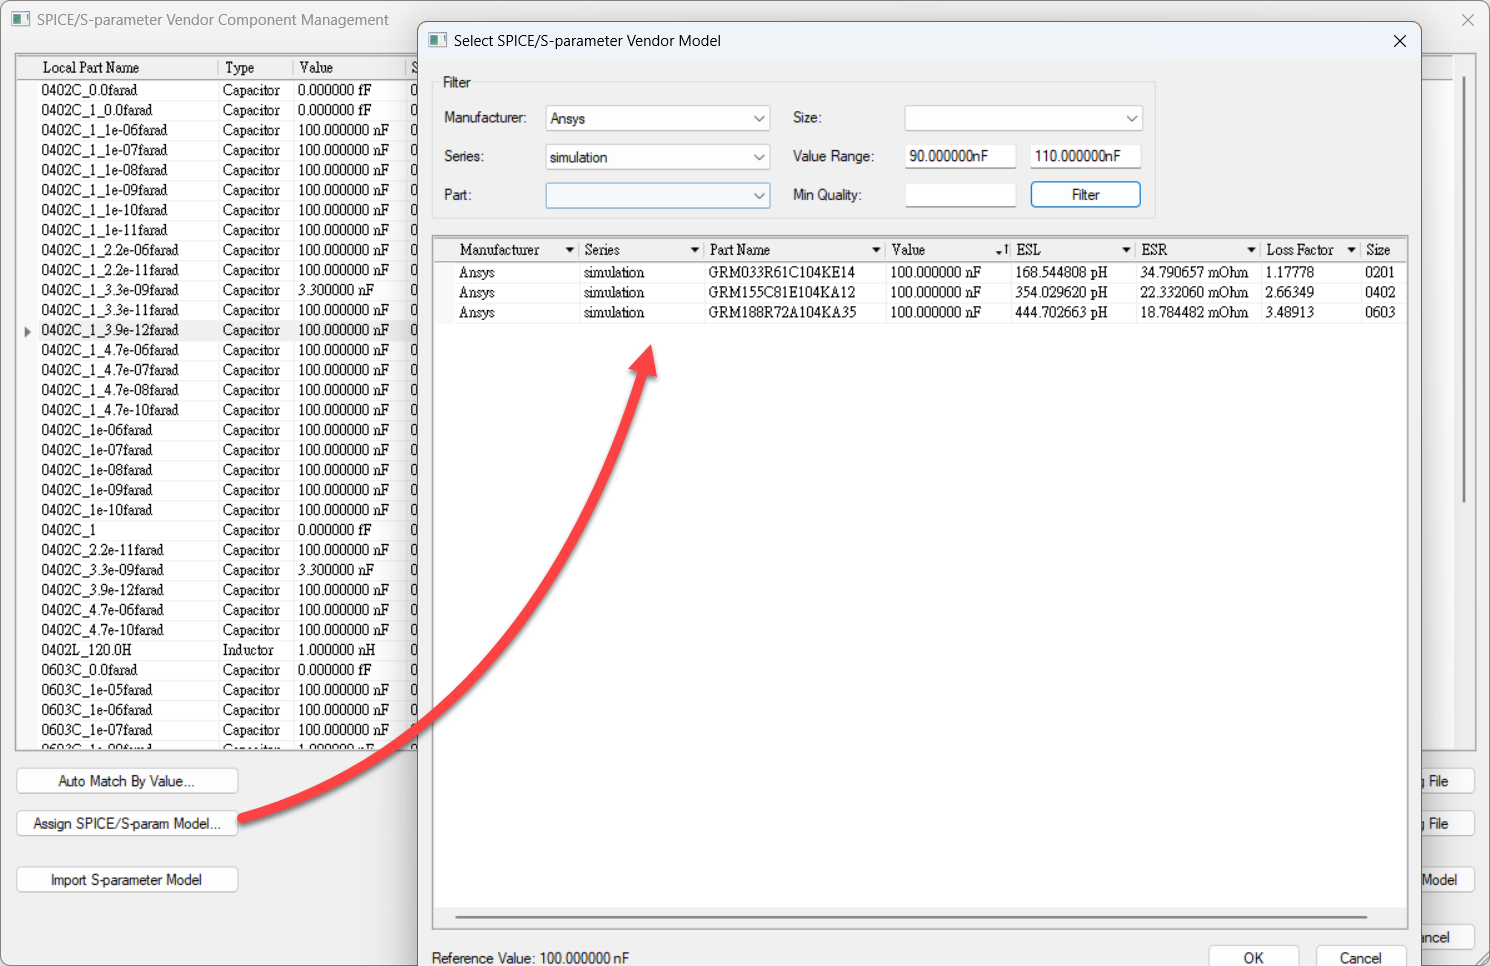 SPICE/S-parameter Vendor Component Management
Local Part Name Type Value
0402C_0.0farad Capacitor 0.000000 fF 0
0402C_1_0.0farad Capacitor 0.000000 fF 0
0402C_1_1e-06farad Capacitor 100.000000 nF 0
0402C_1_1e-07farad Capacitor 100.000000 nF 0
0402C_1_1e-08farad Capacitor 100.000000 nF 0
0402C_1_1e-09farad Capacitor 100.000000 nF 0
0402C_1_1e-10farad Capacitor 100.000000 nF 0
0402C_1_1e-11farad Capacitor 100.000000 nF 0
0402C_1_2.2e-06farad Capacitor 100.000000 nF 0
0402C_1_2.2e-11farad Capacitor 100.000000 nF 0
0402C_1_3.3e-09farad Capacitor 3.300000 nF 0
0402C_1_3.3e-11farad Capacitor 100.000000 nF 0
0402C_1_3.9e-12farad Capacitor 100.000000 nF 0
0402C_1_4.7e-06farad Capacitor 100.000000 nF 0
0402C_1_4.7e-07farad Capacitor 100.000000 nF 0
0402C_1_4.7e-08farad Capacitor 100.000000 nF 0
0402C_1_4.7e-10farad Capacitor 100.000000 nF 0
0402C_1e-06farad Capacitor 100.000000 nF 0
0402C_1e-07farad Capacitor 100.000000 nF 0
0402C_1e-08farad Capacitor 100.000000 nF 0
0402C_1e-09farad Capacitor 100.000000 nF 0
0402C_1e-10farad Capacitor 100.000000 nF 0
0402C_1 Capacitor 0.000000 fF 0
0402C_2.2e-11farad Capacitor 100.000000 nF 0
0402C_3.3e-09farad Capacitor 3.300000 nF 0
0402C_3.9e-12farad Capacitor 100.000000 nF 0
0402C_4.7e-06farad Capacitor 100.000000 nF 0
0402C_4.7e-10farad Capacitor 100.000000 nF 0
0402L_120.0H Inductor 1.000000 nH 0
0603C_0.0farad Capacitor 0.000000 fF 0
0603C_1e-05farad Capacitor 100.000000 nF 0
0603C_1e-06farad Capacitor 100.000000 nF 0
0603C_1e-07farad Capacitor 100.000000 nF 0
Auto Match By Value...
Assign SPICE/S-param Model...
Import S-parameter Model
Select SPICE/S-parameter Vendor Model
Filter
Manufacturer: Ansys Size:
Series: simulation Value Range: 90.000000nF 110.000000nF
Part: Min Quality: Filter
Manufacturer Series Part Name Value ESL ESR Loss Factor Size
Ansys simulation GRM033R61C104KE14 100.000000 nF 168.544808 pH 34.790657 mOhm 1.17778 0201
Ansys simulation GRM155C81E104KA12 100.000000 nF 354.029620 pH 22.332060 mOhm 2.66349 0402
Ansys simulation GRM188R72A104KA35 100.000000 nF 444.702663 pH 18.784482 mOhm 3.48913 0603
Reference Value: 100.000000 nF OK Cancel
File
File
Model
ancel